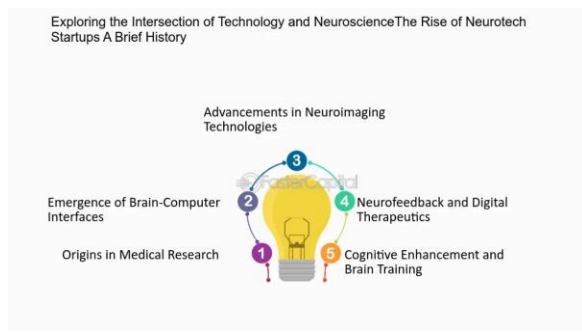 Exploring the Intersection of Technology and NeuroscienceThe Rise of Neurotech
Startups A Brief History
Advancements in Neuroimaging
Technologies
3
FasterCapital
Emergence of Brain-Computer
Interfaces
2
4
Neurofeedback and Digital
Therapeutics
Origins in Medical Research
1
5
Cognitive Enhancement and
Brain Training